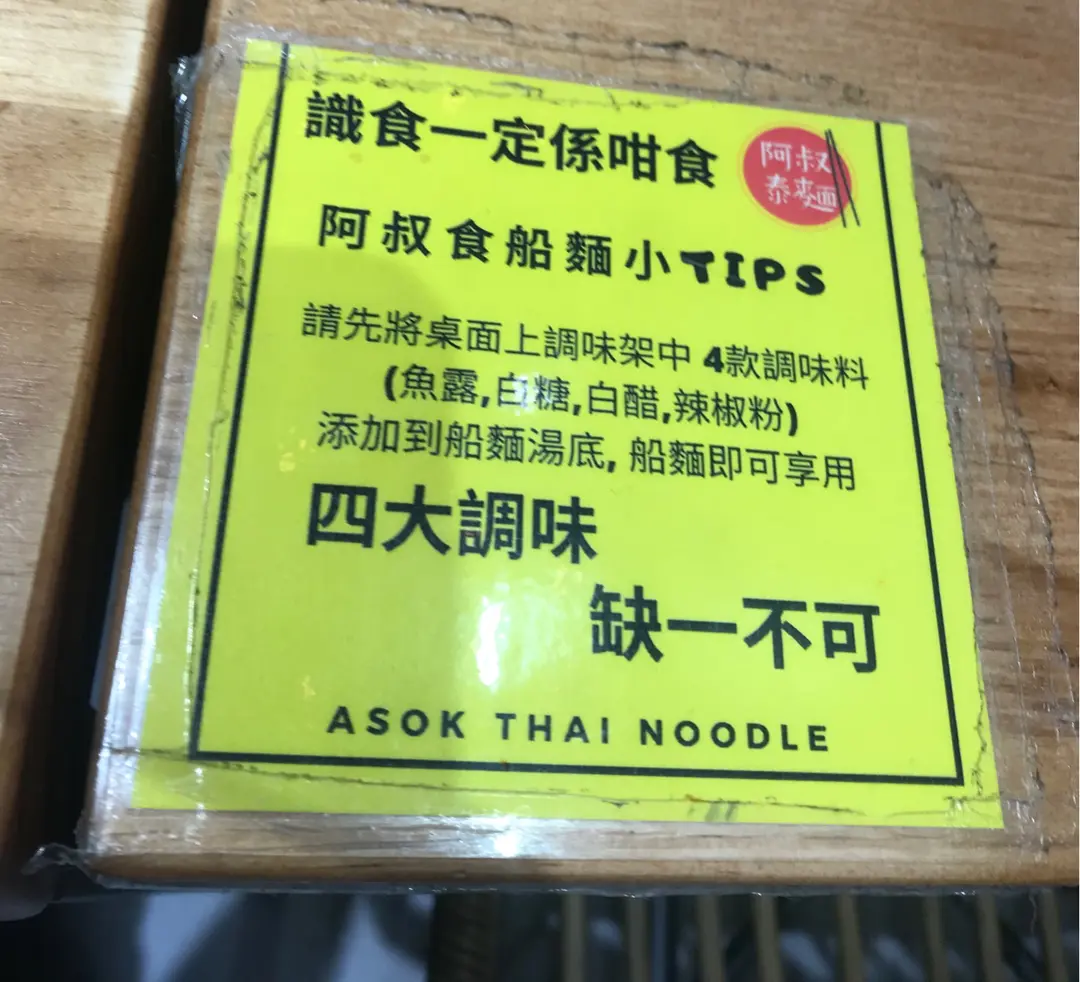 識食一定係咁食
阿叔
泰麵
阿叔食船麵小TIPS
請先將桌面上調味架中 4款調味料
(魚露,白糖,白醋,辣椒粉)
添加到船麵湯底, 船麵即可享用
四大調味
缺一不可
ASOK THAI NOODLE